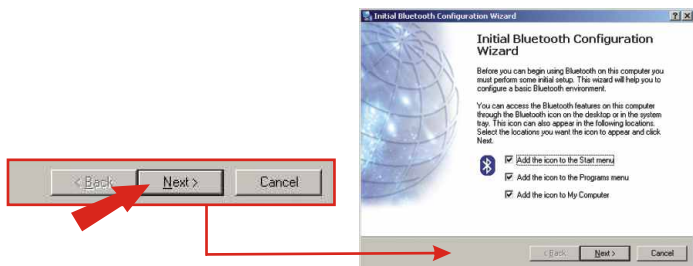 Initial Bluetooth Configuration Wizard
Initial Bluetooth Configuration
Wizard
Before you can begin using Bluetooth on this computer you
must perform some initial setup. This wizard will help you to
configure a basic Bluetooth environment.
You can access the Bluetooth features on this computer
through the Bluetooth icon on the desktop or in the system
tray. This icon can also appear in the following locations.
Select the locations you want the icon to appear and click
Next.
Add the icon to the Start menu
Add the icon to the Programs menu
Add the icon to My Computer
< Back Next > Cancel
< Back Next > Cancel